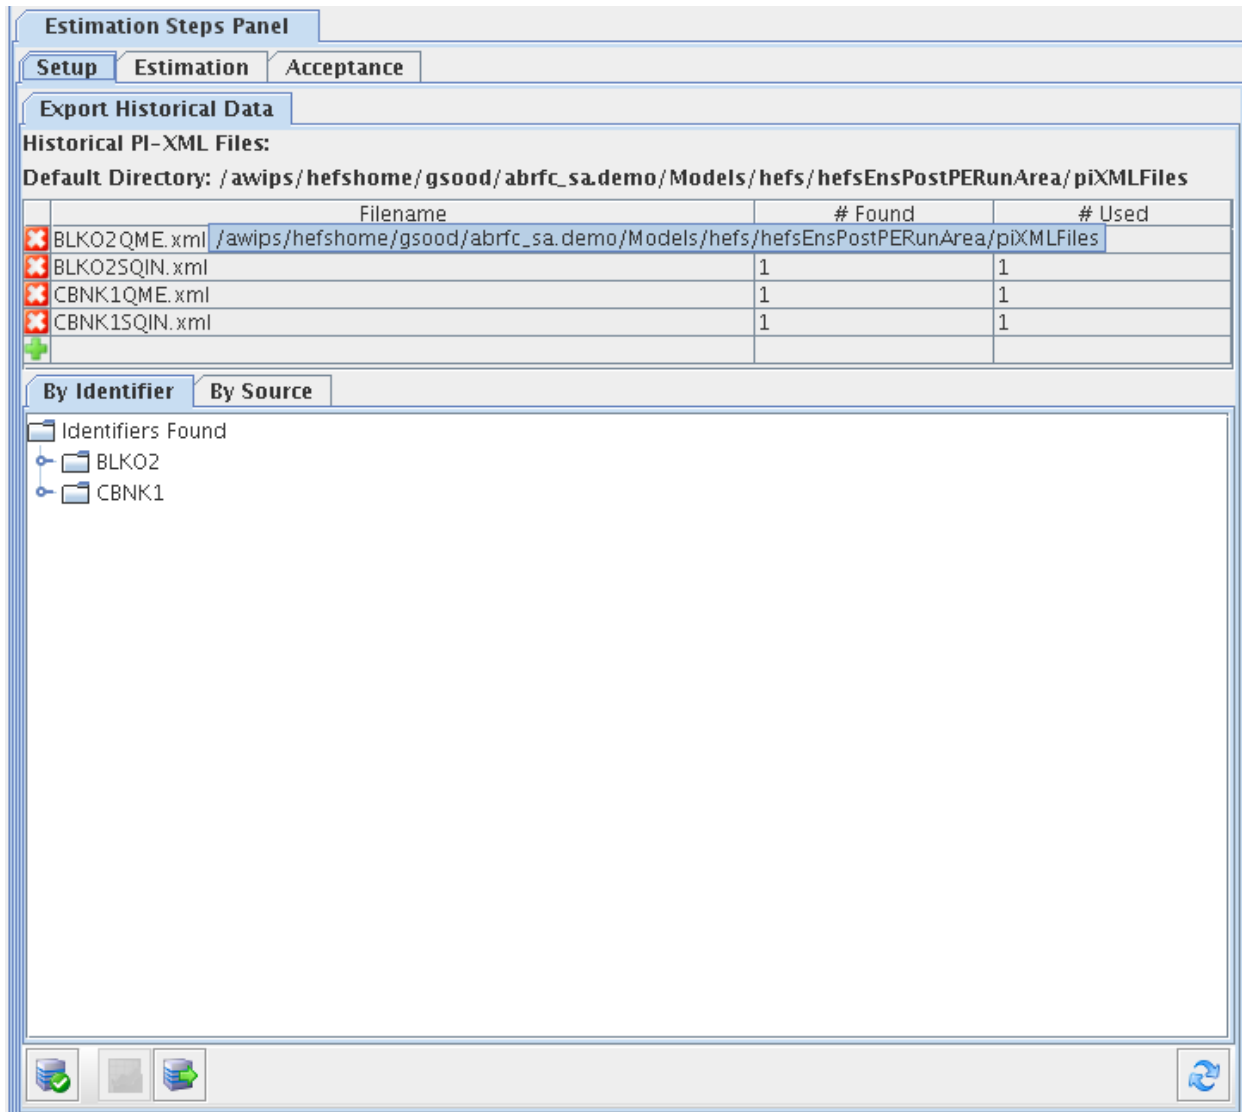 Estimation Steps Panel
Setup Estimation Acceptance
Export Historical Data
Historical PI-XML Files:
Default Directory: /awips/hefshome/gsood/abrfc_sa.demo/Models/hefs/hefsEnsPostPERunArea/piXMLFiles
Filename # Found # Used
BLKO2QME.xml /awips/hefshome/gsood/abrfc_sa.demo/Models/hefs/hefsEnsPostPERunArea/piXMLFiles
BLKO2SQIN.xml 1 1
CBNK1QME.xml 1 1
CBNK1SQIN.xml 1 1
By Identifier By Source
Identifiers Found
BLKO2
CBNK1